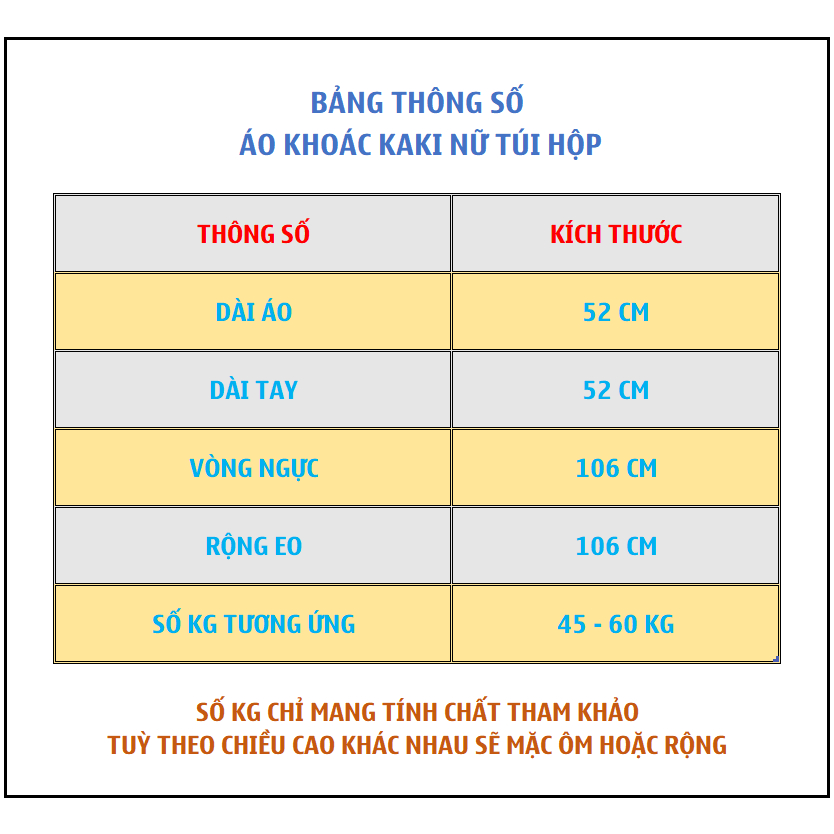 BẢNG THÔNG SỐ
ÁO KHOÁC KAKI NỮ TÚI HỘP
THÔNG SỐ KÍCH THƯỚC
DÀI ÁO 52 CM
DÀI TAY 52 CM
VÒNG NGỰC 106 CM
RỘNG EO 106 CM
SỐ KG TƯƠNG ỨNG 45 - 60 KG
SỐ KG CHỈ MANG TÍNH CHẤT THAM KHẢO
TUỲ THEO CHIỀU CAO KHÁC NHAU SẼ MẶC ÔM HOẶC RỘNG